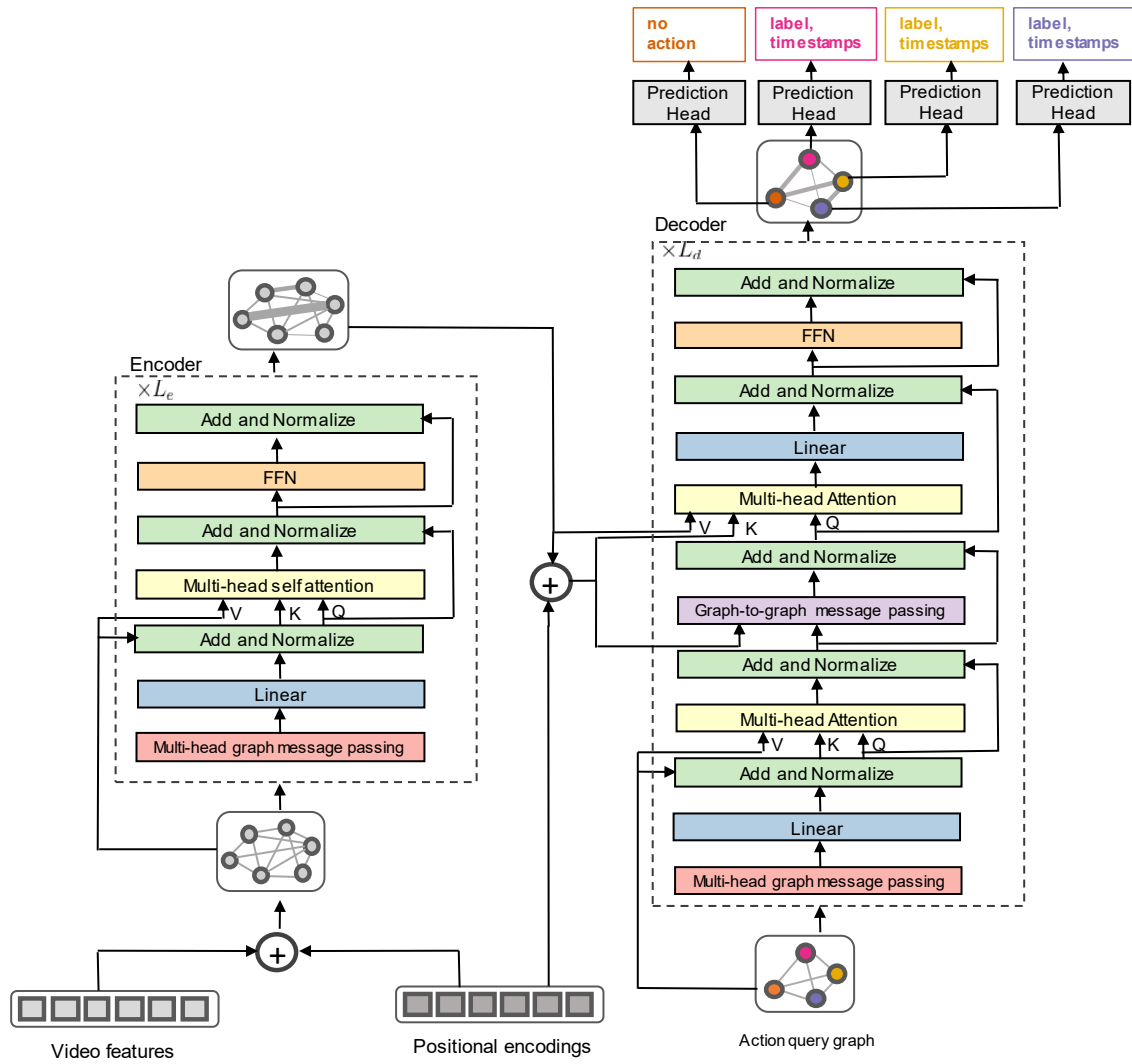 no
action
label,
timestamps
label,
timestamps
label,
timestamps
Prediction
Head
Prediction
Head
Prediction
Head
Prediction
Head
Decoder
×L_d
Add and Normalize
FFN
Add and Normalize
Linear
Multi-head Attention
V
K
Q
Add and Normalize
Graph-to-graph message passing
Add and Normalize
Multi-head Attention
V
K
Q
Add and Normalize
Linear
Multi-head graph message passing
Action query graph
Encoder
×L_e
Add and Normalize
FFN
Add and Normalize
Multi-head self attention
V
K
Q
Add and Normalize
Linear
Multi-head graph message passing
+
+
Video features
Positional encodings